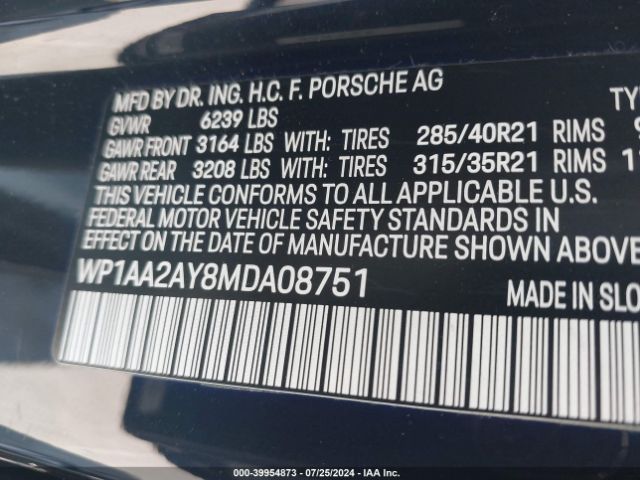 MFD BY DR. ING. H.C. F. PORSCHE AG
GVWR 6239 LBS
GAWR FRONT 3164 LBS WITH: TIRES 285/40R21 RIMS
GAWR REAR 3208 LBS WITH: TIRES 315/35R21 RIMS
THIS VEHICLE CONFORMS TO ALL APPLICABLE U.S.
FEDERAL MOTOR VEHICLE SAFETY STANDARDS IN
EFFECT ON THE DATE OF MANUFACTURE SHOWN ABOVE
WP1AA2AY8MDA08751
MADE IN SLO
000-39954873 / 07/25/2024 / IAAI.COM